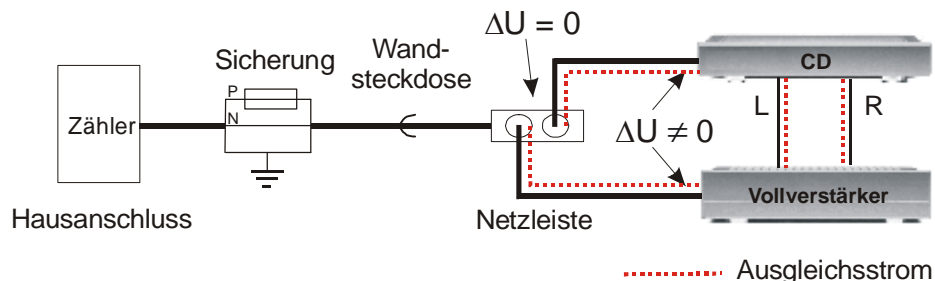 ΔU = 0
Sicherung
Wand-
steckdose
CD
P
Zähler
N
L
R
ΔU ≠ 0
Vollverstärker
Hausanschluss
Netzleiste
Ausgleichsstrom